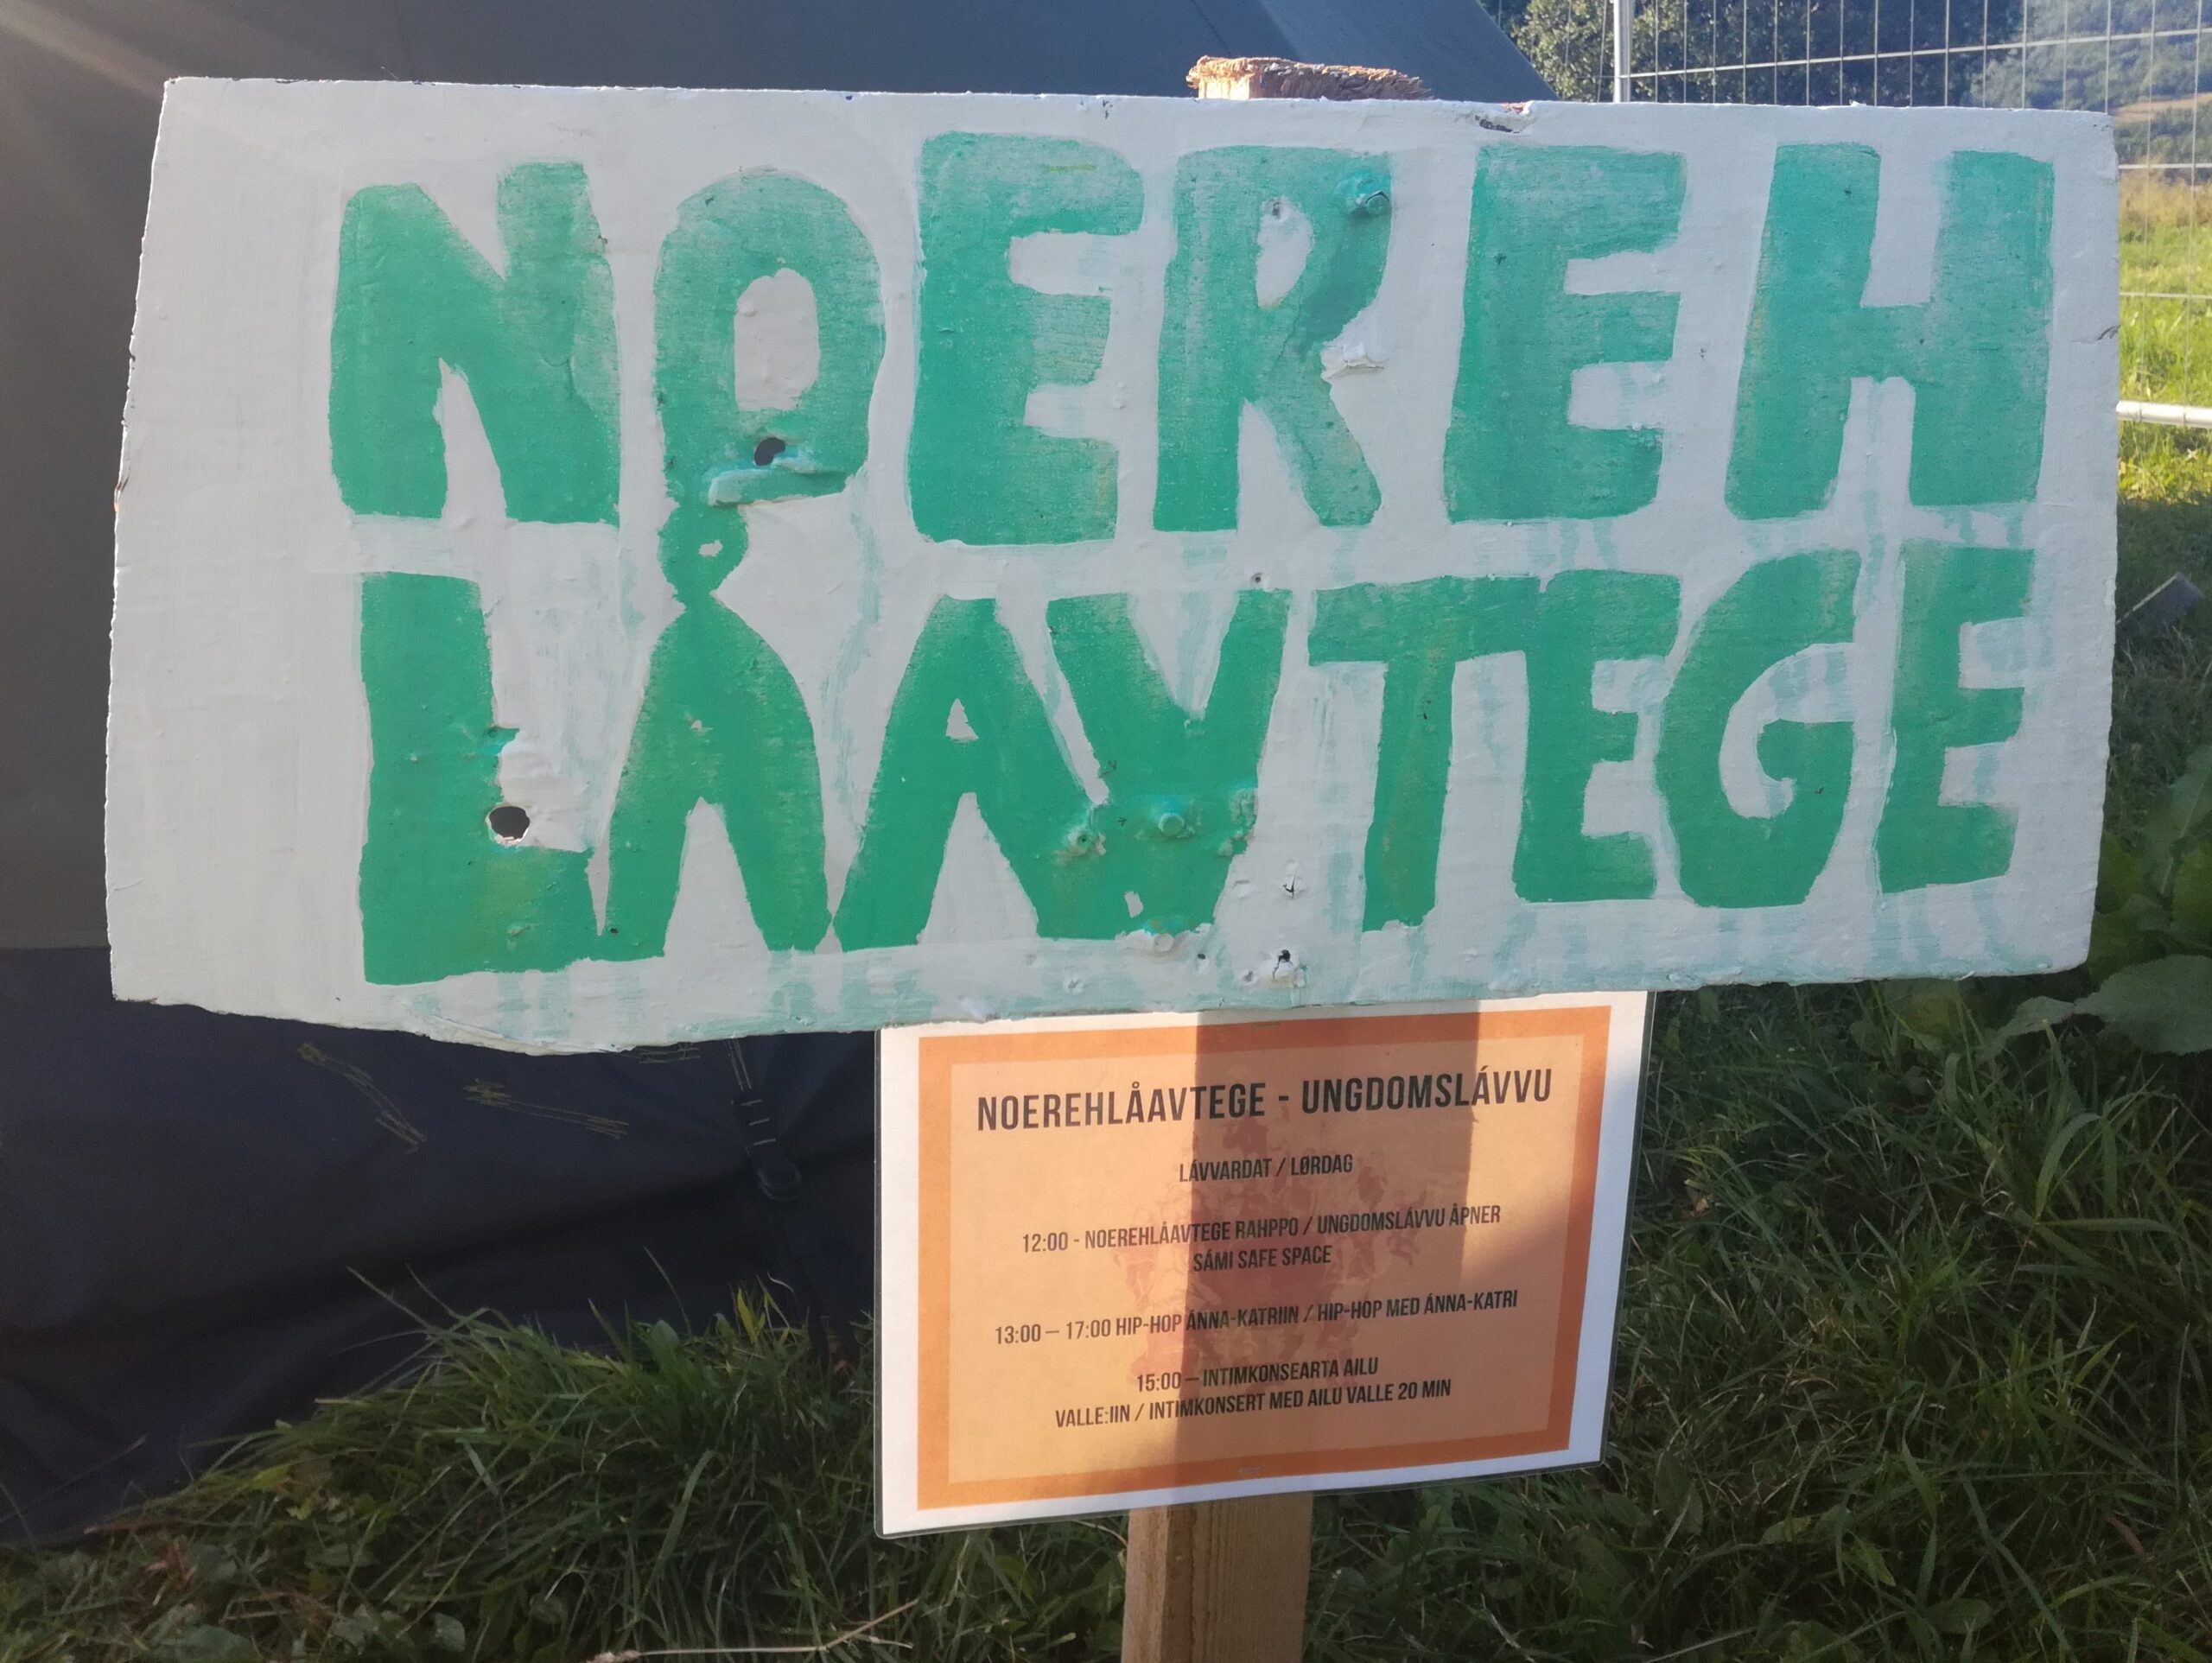 NOEREH
LÅAVTEGE
NOEREHLÅAVTEGE - UNGDOMSLÁVVU
LÁVVARDAT / LØRDAG
12:00 - NOEREHLÅAVTEGE RAHPPO / UNGDOMSLÁVVU ÅPNER
SÁMI SAFE SPACE
13:00 – 17:00 HIP-HOP ÁNNA-KATRIIN / HIP-HOP MED ÁNNA-KATRI
15:00 – INTIMKONSEARTA AILU
VALLE:IIN / INTIMKONSERT MED AILU VALLE 20 MIN